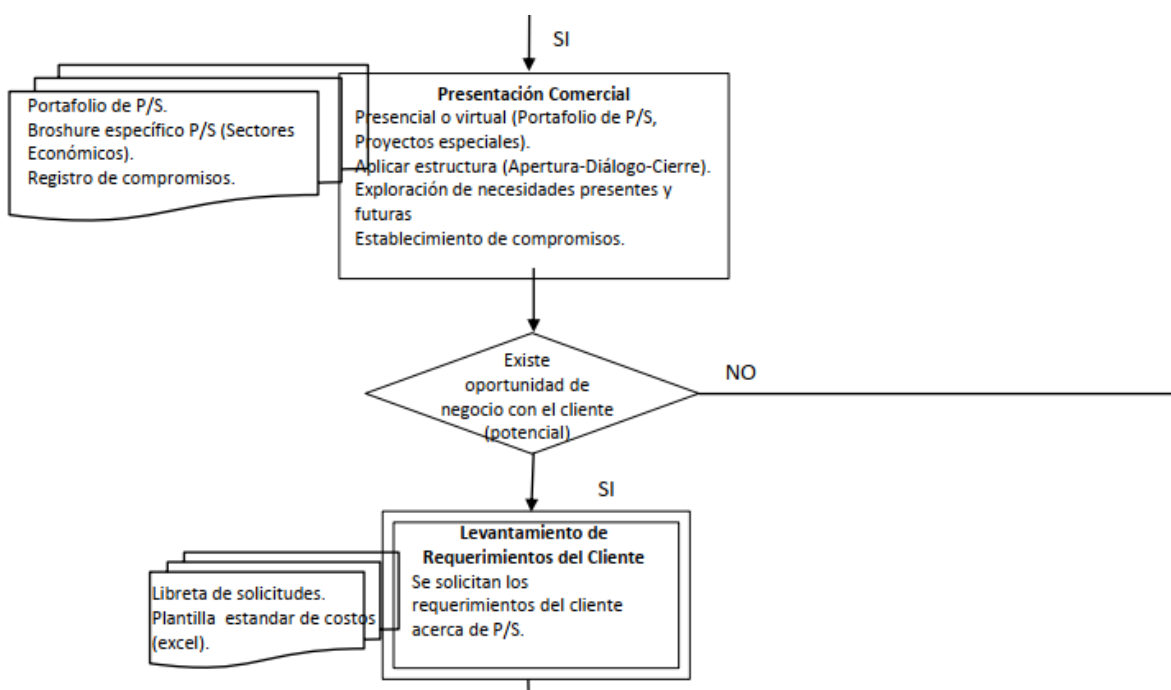 SI
Portafolio de P/S.
Broshure específico P/S (Sectores
Económicos).
Registro de compromisos.
Presentación Comercial
Presencial o virtual (Portafolio de P/S,
Proyectos especiales).
Aplicar estructura (Apertura-Diálogo-Cierre).
Exploración de necesidades presentes y
futuras
Establecimiento de compromisos.
Existe
oportunidad de
negocio con el cliente
(potencial)
NO
SI
Libreta de solicitudes.
Plantilla estandar de costos
(excel).
Levantamiento de
Requerimientos del Cliente
Se solicitan los
requerimientos del cliente
acerca de P/S.